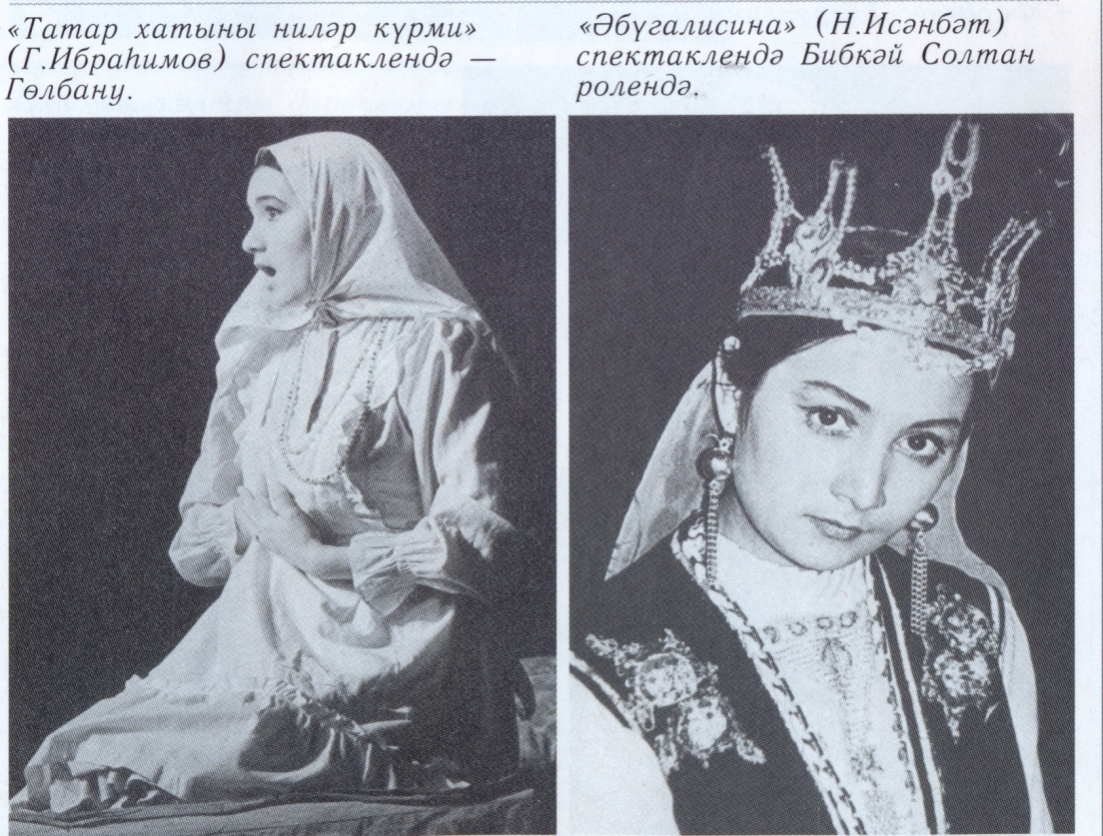 «Татар хатыны ниләр күрми»
(Г.Ибраһимов) спектаклендә —
Гөлбану.
«Әбүгалисина» (Н.Исәнбәт)
спектаклендә Бибкәй Солтан
ролендә.